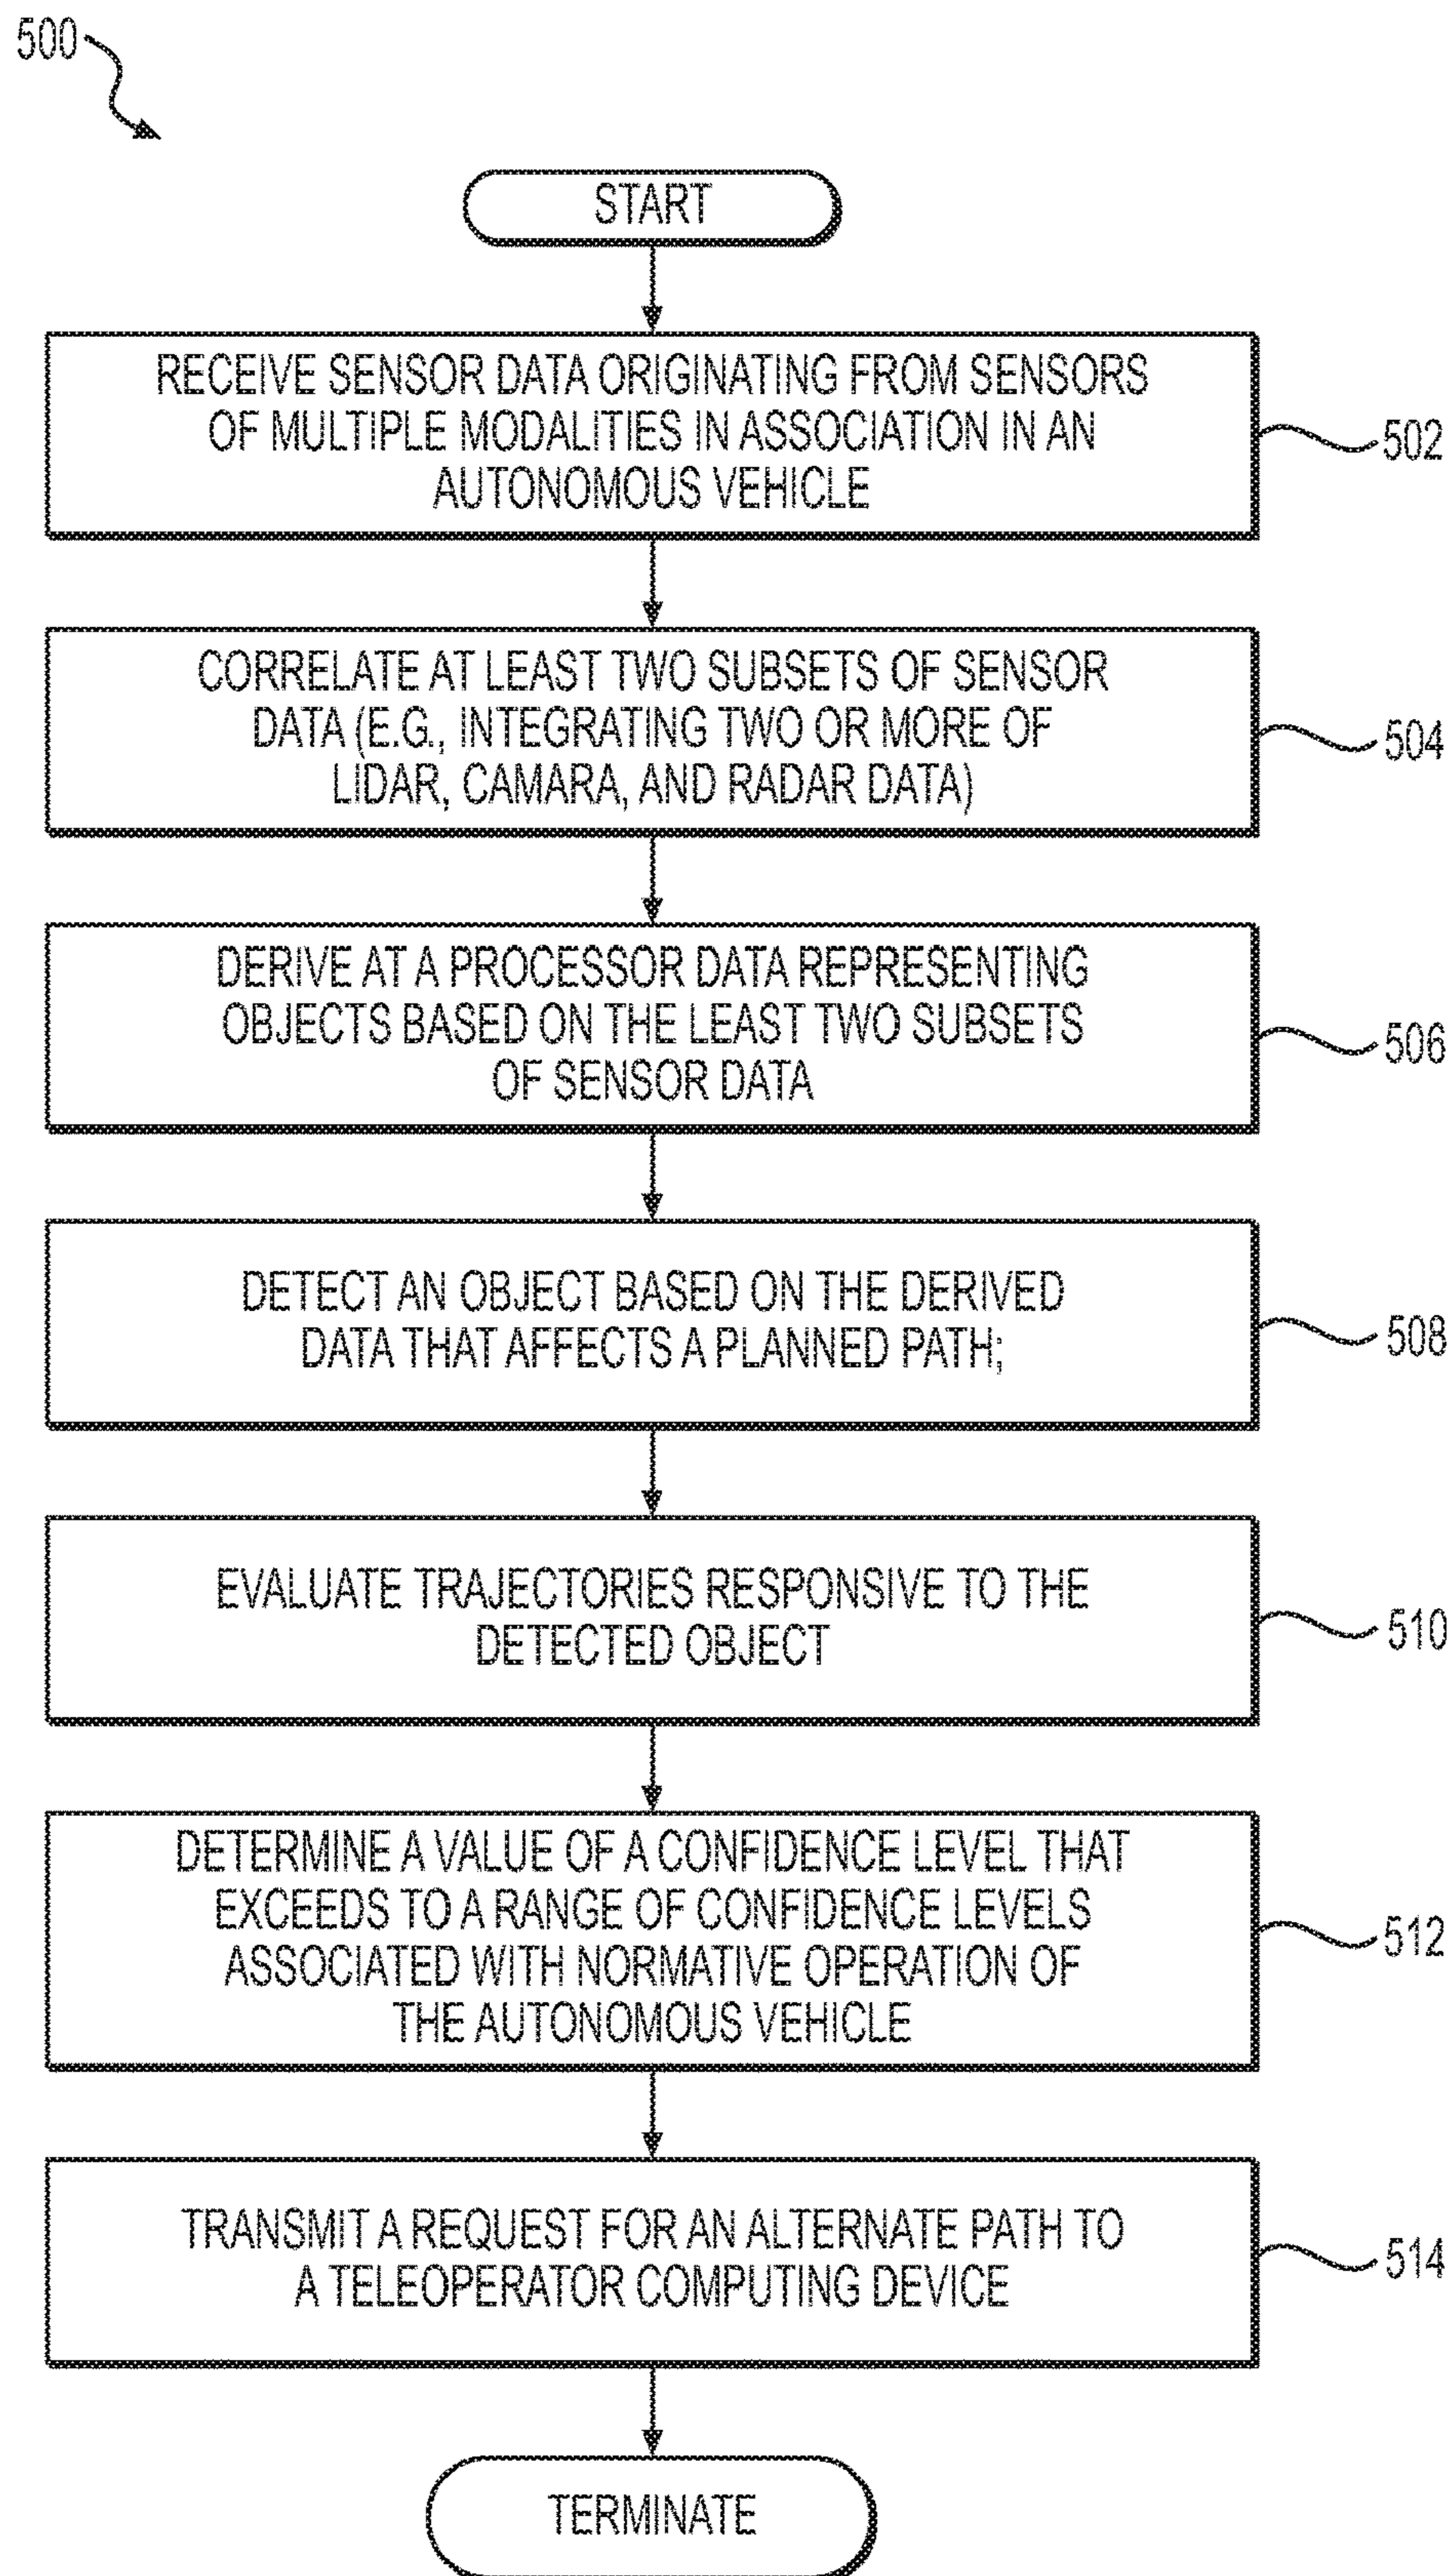 500
START
RECEIVE SENSOR DATA ORIGINATING FROM SENSORS
OF MULTIPLE MODALITIES IN ASSOCIATION IN AN
AUTONOMOUS VEHICLE
502
CORRELATE AT LEAST TWO SUBSETS OF SENSOR
DATA (E.G., INTEGRATING TWO OR MORE OF
LIDAR, CAMARA, AND RADAR DATA)
504
DERIVE AT A PROCESSOR DATA REPRESENTING
OBJECTS BASED ON THE LEAST TWO SUBSETS
OF SENSOR DATA
506
DETECT AN OBJECT BASED ON THE DERIVED
DATA THAT AFFECTS A PLANNED PATH;
508
EVALUATE TRAJECTORIES RESPONSIVE TO THE
DETECTED OBJECT
510
DETERMINE A VALUE OF A CONFIDENCE LEVEL THAT
EXCEEDS TO A RANGE OF CONFIDENCE LEVELS
ASSOCIATED WITH NORMATIVE OPERATION OF
THE AUTONOMOUS VEHICLE
512
TRANSMIT A REQUEST FOR AN ALTERNATE PATH TO
A TELEOPERATOR COMPUTING DEVICE
514
TERMINATE